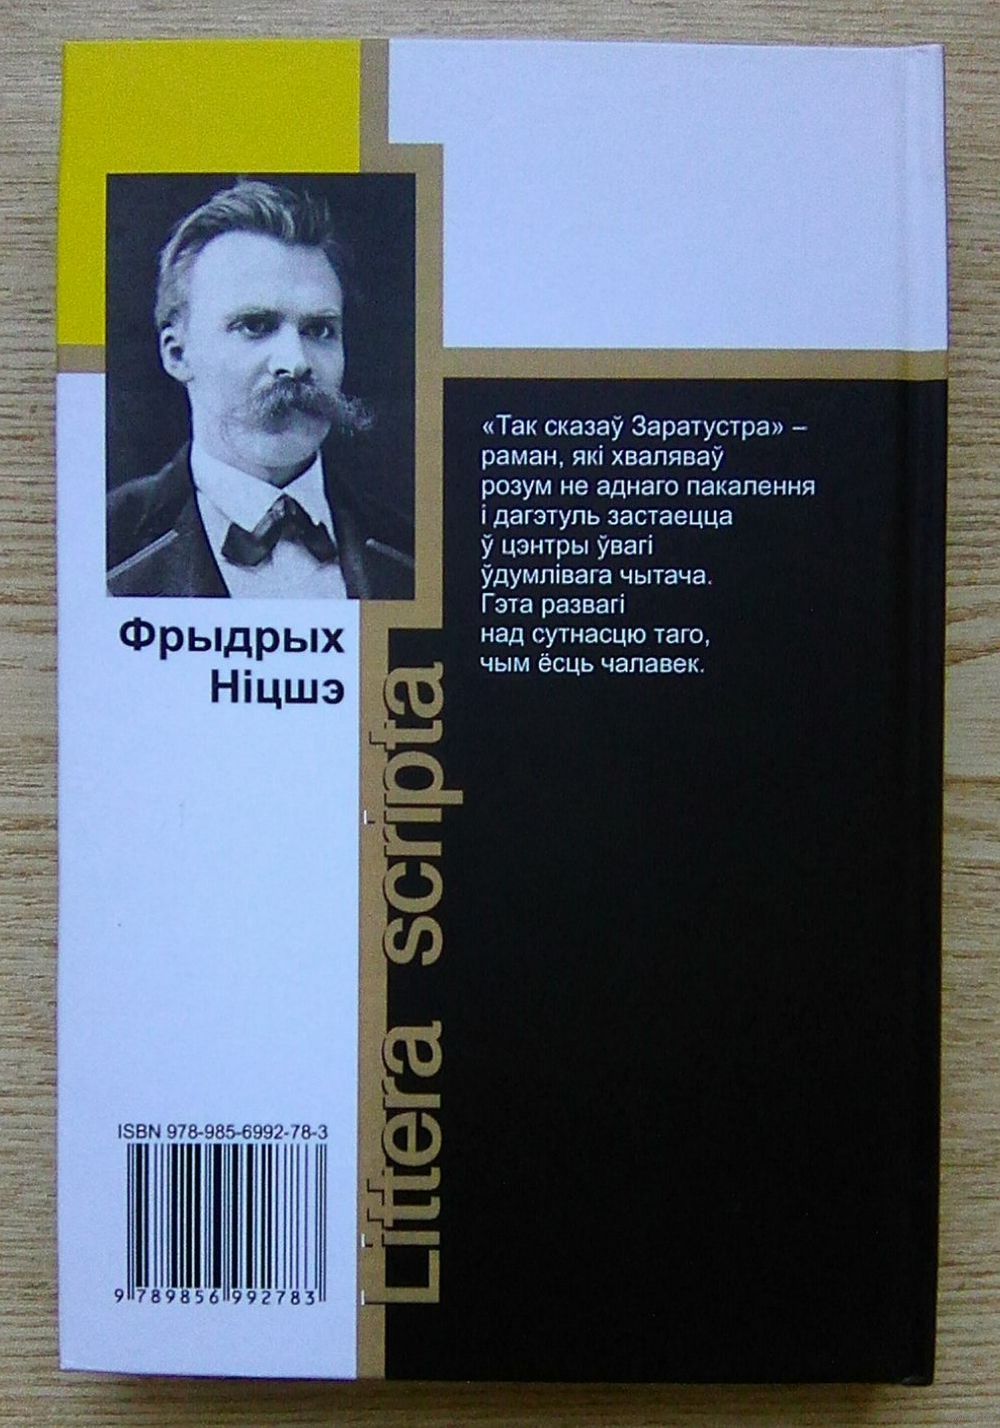 «Так сказаў Заратустра» –
раман, які хваляваў
розум не аднаго пакалення
і дагэтуль застаецца
ў цэнтры ўвагі
ўдумлівага чытача.
Гэта развагі
над сутнасцю таго,
чым ёсць чалавек.
Фрыдрых
Ніцшэ
Littera scripta
ISBN 978-985-6992-78-3
9 789856 992783